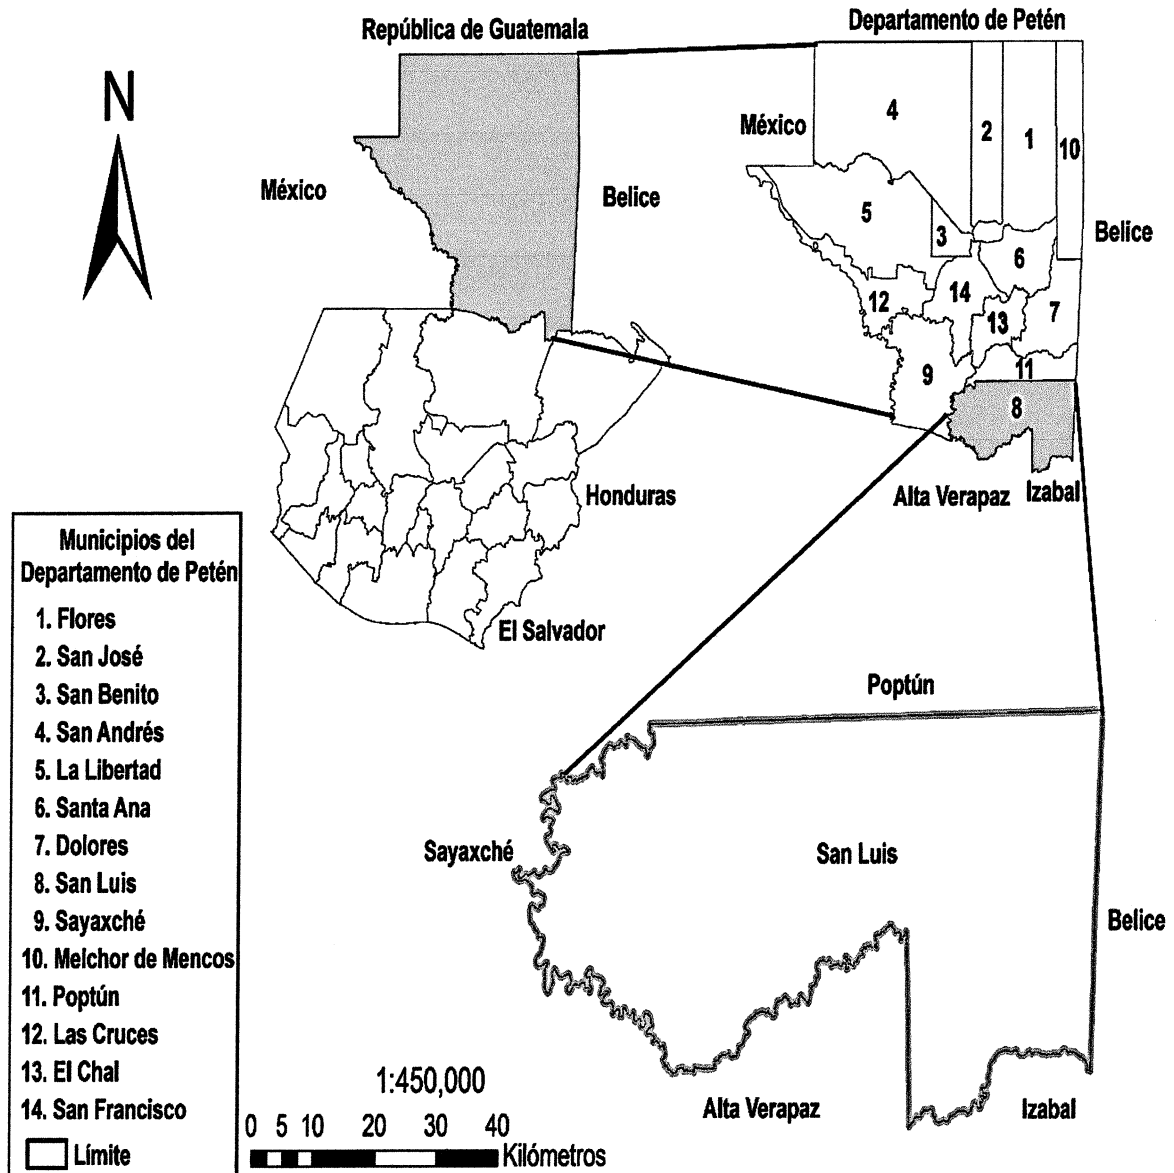 República de Guatemala
Departamento de Petén
N
México
Belice
Honduras
El Salvador
México
4
2
1
10
5
3
6
Belice
12
14
13
7
9
11
8
Alta Verapaz
Izabal
Municipios del
Departamento de Petén
1. Flores
2. San José
3. San Benito
4. San Andrés
5. La Libertad
6. Santa Ana
7. Dolores
8. San Luis
9. Sayaxché
10. Melchor de Mencos
11. Poptún
12. Las Cruces
13. El Chal
14. San Francisco
Límite
Poptún
Sayaxché
San Luis
Belice
Alta Verapaz
Izabal
1:450,000
0 5 10 20 30 40
Kilómetros